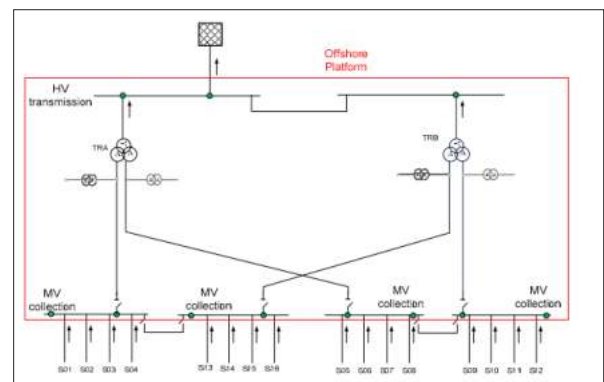 Offshore
Platform
HV
transmission
TRA
TRB
MV
collection
MV
collection
MV
collection
MV
collection
S01 S02 S03 S04
S13 S14 S15 S16
S05 S06 S07 S08
S09 S10 S11 S12